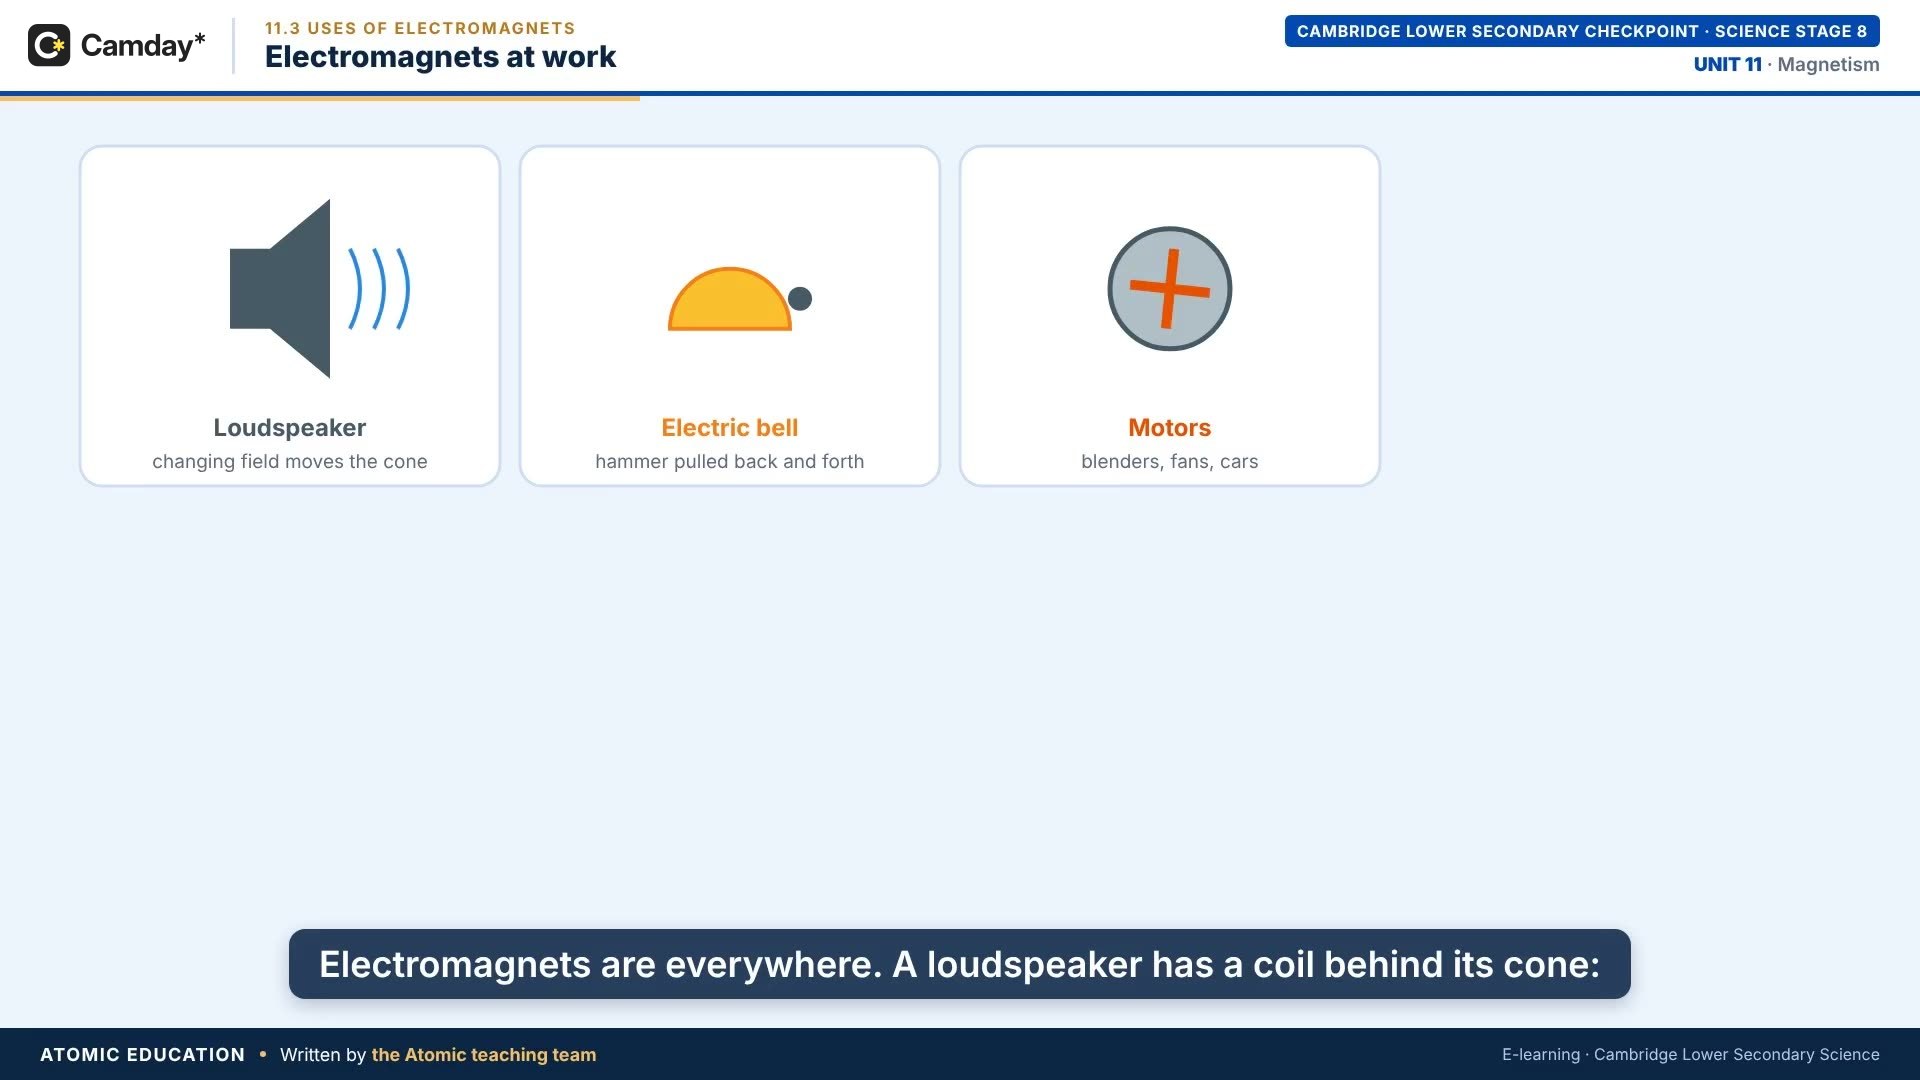 Camday*
11.3 USES OF ELECTROMAGNETS
Electromagnets at work
CAMBRIDGE LOWER SECONDARY CHECKPOINT · SCIENCE STAGE 8
UNIT 11 · Magnetism
Loudspeaker
changing field moves the cone
Electric bell
hammer pulled back and forth
Motors
blenders, fans, cars
Electromagnets are everywhere. A loudspeaker has a coil behind its cone:
ATOMIC EDUCATION • Written by the Atomic teaching team
E-learning · Cambridge Lower Secondary Science